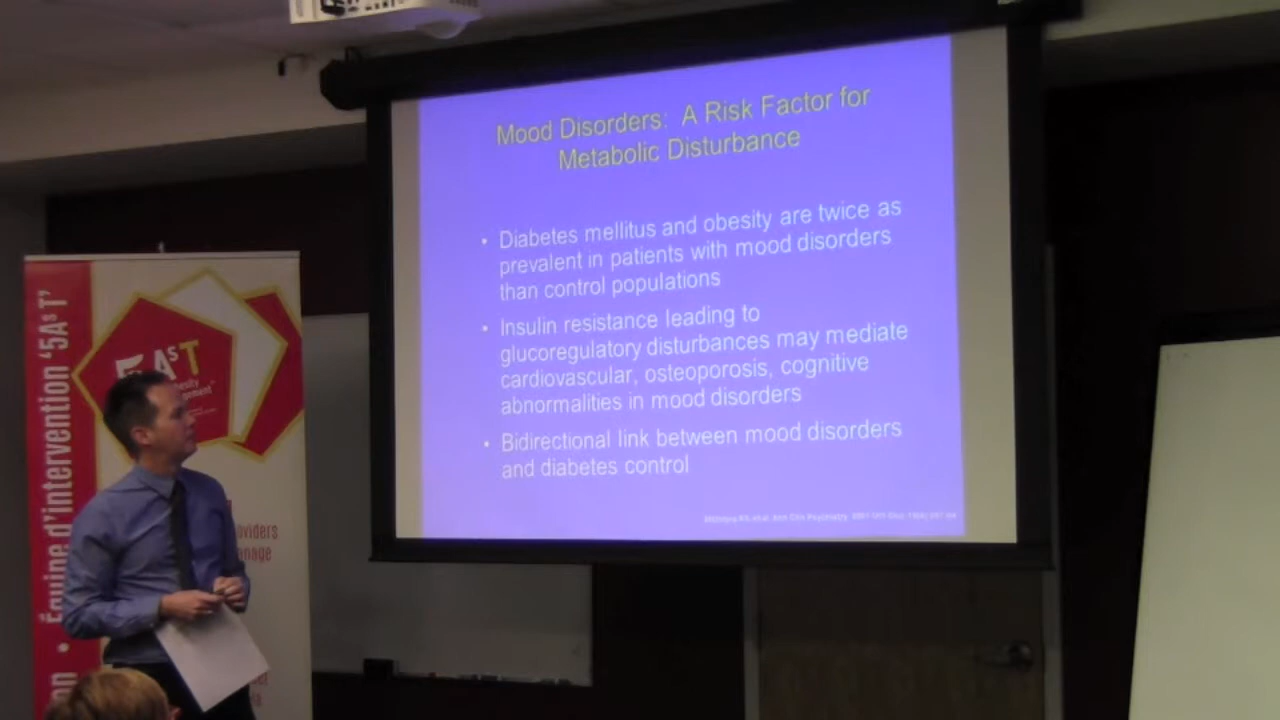 Mood Disorders: A Risk Factor for
Metabolic Disturbance
• Diabetes mellitus and obesity are twice as
prevalent in patients with mood disorders
than control populations
• Insulin resistance leading to
glucoregulatory disturbances may mediate
cardiovascular, osteoporosis, cognitive
abnormalities in mood disorders
• Bidirectional link between mood disorders
and diabetes control
Équipe d'intervention '5AsT'
5AsT